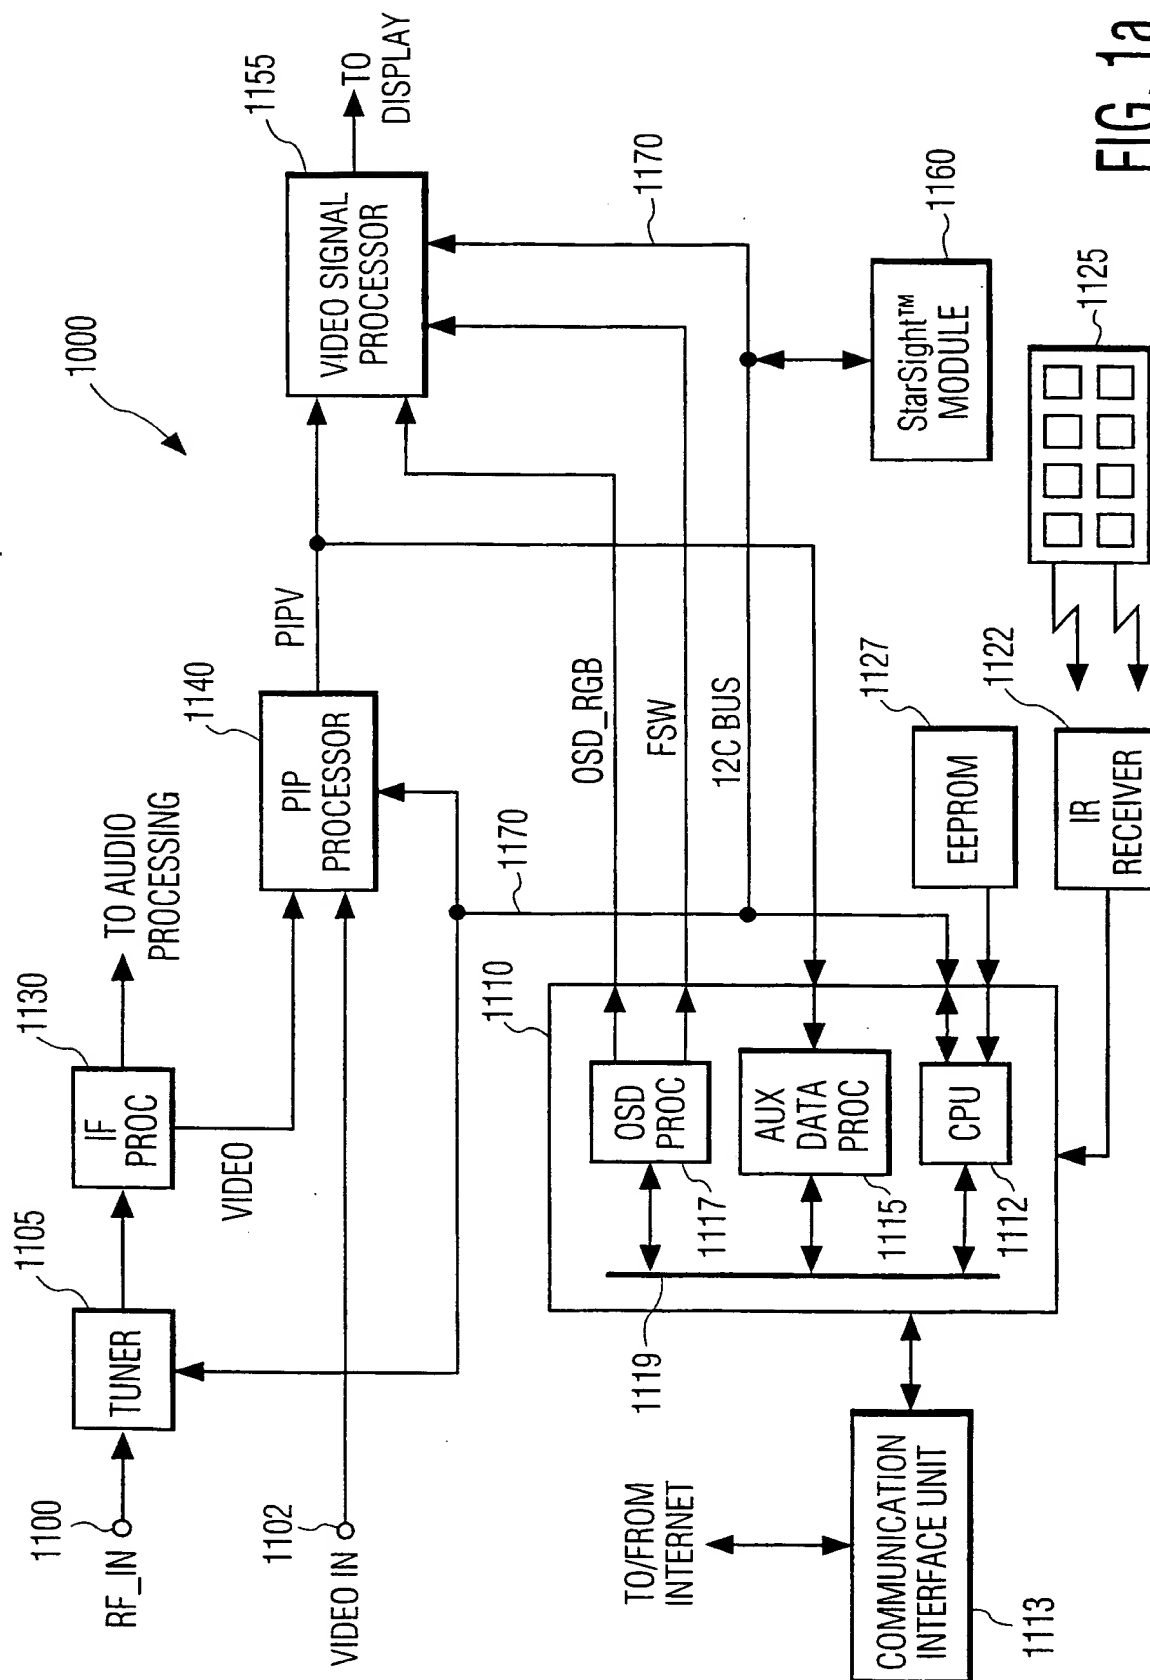 1000
1100
RF_IN
TUNER
1105
IF
PROC
1130
TO AUDIO
PROCESSING
VIDEO
1102
VIDEO IN
PIP
PROCESSOR
1140
PIPV
VIDEO SIGNAL
PROCESSOR
1155
TO
DISPLAY
OSD_RGB
FSW
12C BUS
1170
1170
1110
OSD
PROC
1117
AUX
DATA
PROC
1115
CPU
1112
1119
TO/FROM
INTERNET
COMMUNICATION
INTERFACE UNIT
1113
EEPROM
1127
IR
RECEIVER
1122
StarSight™
MODULE
1160
1125
FIG. 1a